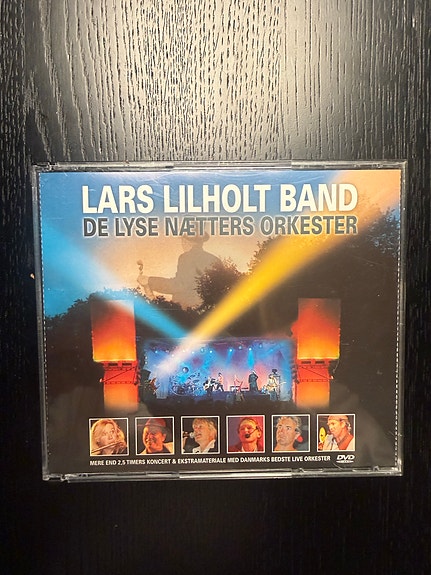 LARS LILHOLT BAND
DE LYSE NÆTTERS ORKESTER
MERE END 2,5 TIMERS KONCERT & EKSTRAMATERIALE MED DANMARKS BEDSTE LIVE ORKESTER
DVD